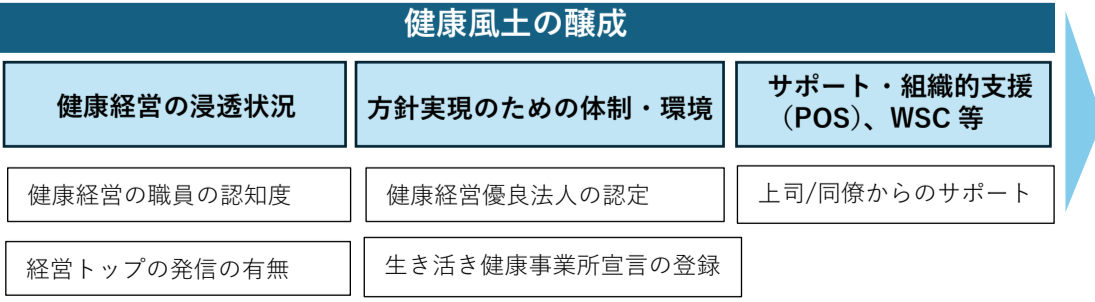 健康風土の醸成
健康経営の浸透状況
方針実現のための体制・環境
サポート・組織的支援
（POS）、WSC 等
健康経営の職員の認知度
健康経営優良法人の認定
上司/同僚からのサポート
経営トップの発信の有無
生き活き健康事業所宣言の登録